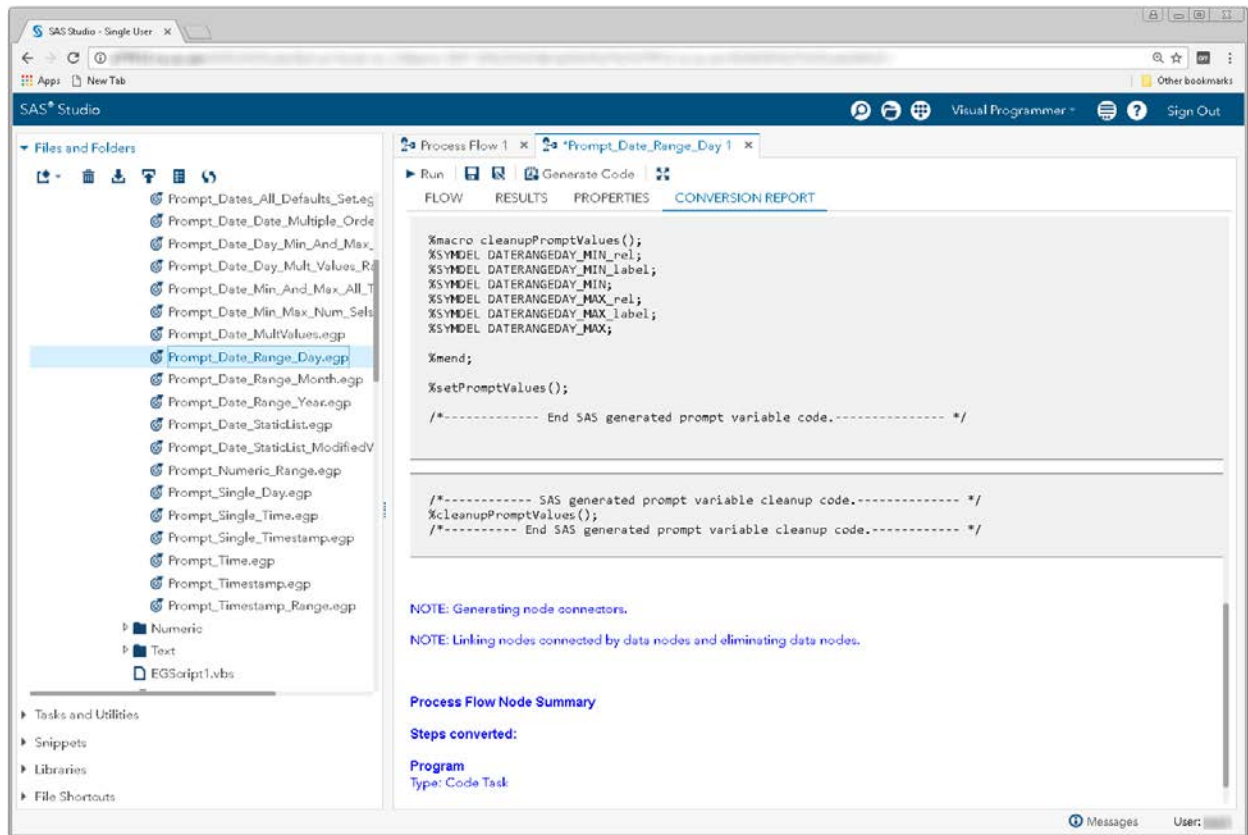 SAS Studio - Single User
Apps New Tab
Other bookmarks
SAS® Studio
Visual Programmer
Sign Out
Files and Folders
Prompt_Dates_All_Defaults_Set.eg
Prompt_Date_Date_Multiple_Orde
Prompt_Date_Day_Min_And_Max_
Prompt_Date_Day_Mult_Values_Ra
Prompt_Date_Min_And_Max_All_T
Prompt_Date_Min_Max_Num_Sels
Prompt_Date_MultValues.egp
Prompt_Date_Range_Day.egp
Prompt_Date_Range_Month.egp
Prompt_Date_Range_Year.egp
Prompt_Date_StaticList.egp
Prompt_Date_StaticList_ModifiedV
Prompt_Numeric_Range.egp
Prompt_Single_Day.egp
Prompt_Single_Time.egp
Prompt_Single_Timestamp.egp
Prompt_Time.egp
Prompt_Timestamp.egp
Prompt_Timestamp_Range.egp
Numeric
Text
EGScript1.vbs
Tasks and Utilities
Snippets
Libraries
File Shortcuts
Process Flow 1 *Prompt_Date_Range_Day 1
Run Generate Code
FLOW RESULTS PROPERTIES CONVERSION REPORT
%macro cleanupPromptValues();
%SYMDEL DATERANGEDAY_MIN_rel;
%SYMDEL DATERANGEDAY_MIN_label;
%SYMDEL DATERANGEDAY_MIN;
%SYMDEL DATERANGEDAY_MAX_rel;
%SYMDEL DATERANGEDAY_MAX_label;
%SYMDEL DATERANGEDAY_MAX;
%mend;
%setPromptValues();
/*------------- End SAS generated prompt variable code.--------------- */
/*------------ SAS generated prompt variable cleanup code.-------------- */
%cleanupPromptValues();
/*---------- End SAS generated prompt variable cleanup code.------------ */
NOTE: Generating node connectors.
NOTE: Linking nodes connected by data nodes and eliminating data nodes.
Process Flow Node Summary
Steps converted:
Program
Type: Code Task
Messages
User: